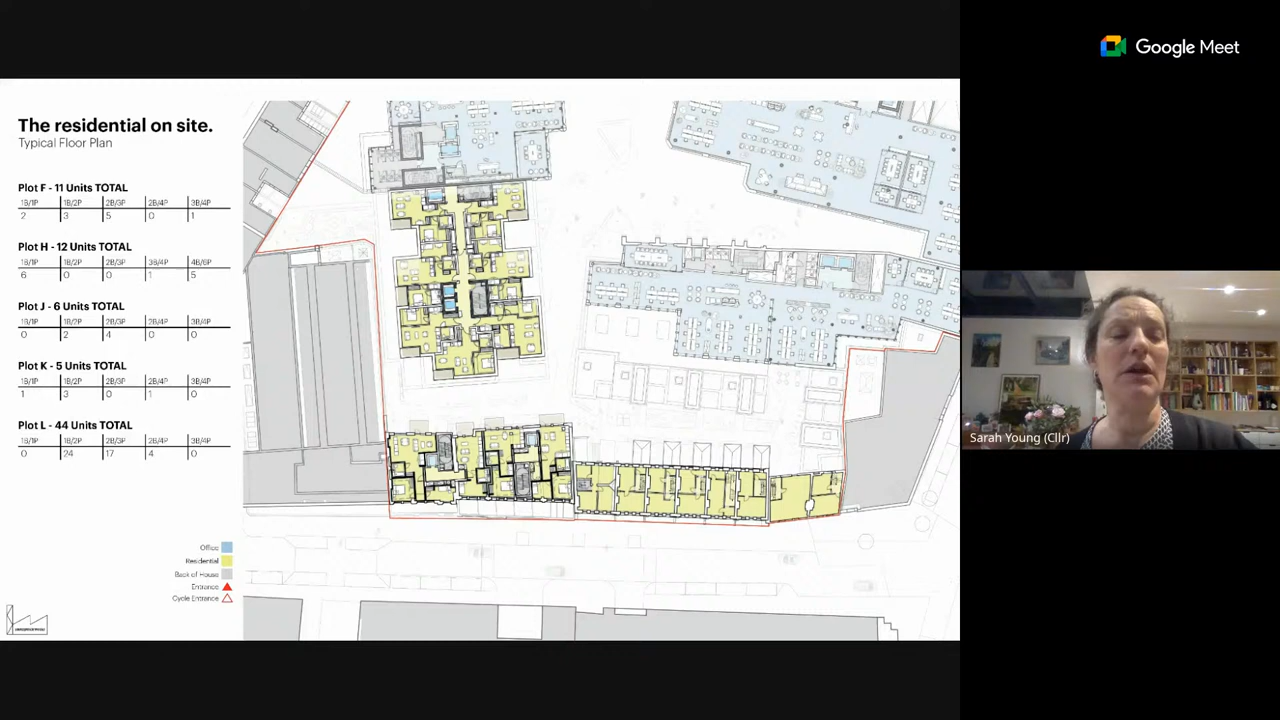 Google Meet
The residential on site.
Typical Floor Plan
Plot F - 11 Units TOTAL
1B/1P 1B/2P 2B/3P 2B/4P 3B/4P
2 3 5 0 1
Plot H - 12 Units TOTAL
1B/1P 1B/2P 2B/3P 3B/4P 4B/6P
6 0 0 1 5
Plot J - 6 Units TOTAL
1B/1P 1B/2P 2B/3P 2B/4P 3B/4P
0 2 4 0 0
Plot K - 5 Units TOTAL
1B/1P 1B/2P 2B/3P 2B/4P 3B/4P
1 3 0 1 0
Plot L - 44 Units TOTAL
1B/1P 1B/2P 2B/3P 2B/4P 3B/4P
0 24 17 4 0
Office
Residential
Back of House
Entrance
Cycle Entrance
Sarah Young (Cllr)